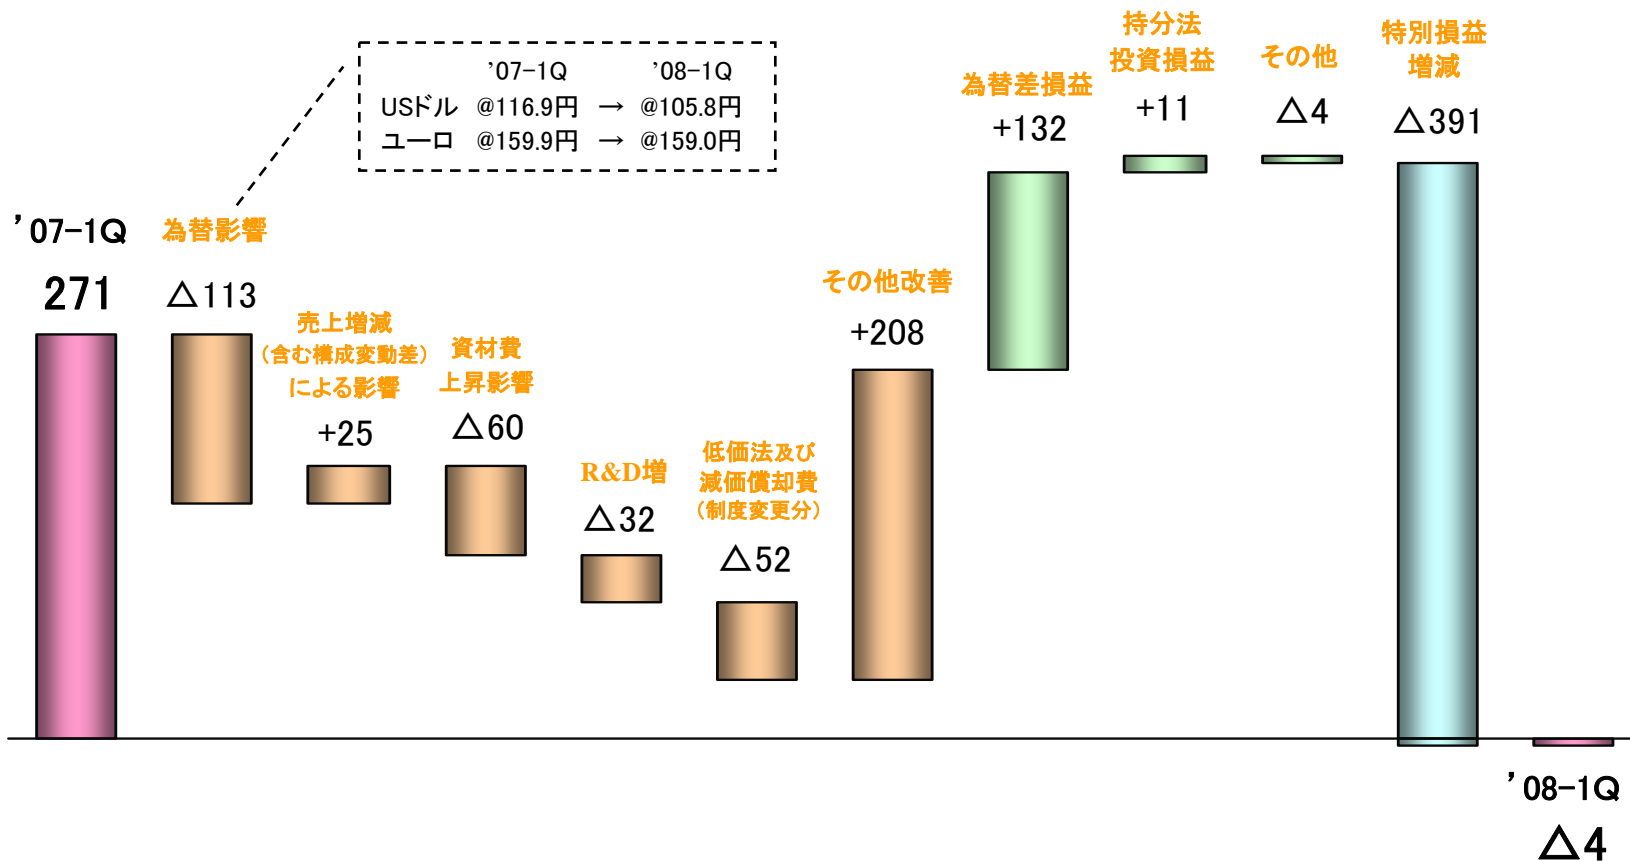 ’07-1Q ’08-1Q
USドル @116.9円 → @105.8円
ユーロ @159.9円 → @159.0円
’07-1Q
271
為替影響
△113
売上増減
（含む構成変動差）
による影響
+25
資材費
上昇影響
△60
R&D増
△32
低価法及び
減価償却費
（制度変更分）
△52
その他改善
+208
為替差損益
+132
持分法
投資損益
+11
その他
△4
特別損益
増減
△391
’08-1Q
△4